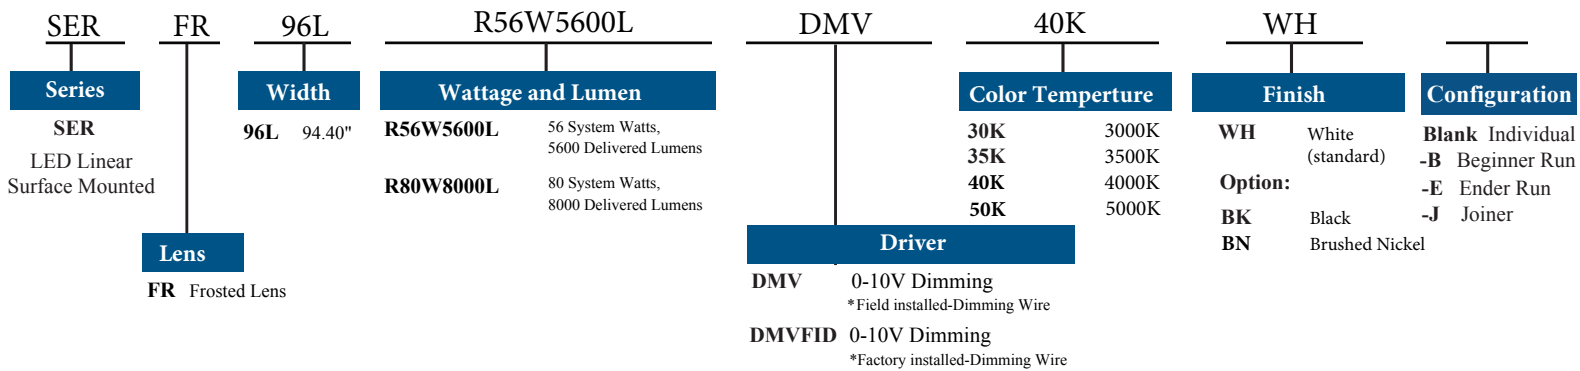 SER FR 96L R56W5600L DMV 40K WH
Series
SER
LED Linear
Surface Mounted
Lens
FR Frosted Lens
Width
96L 94.40"
Wattage and Lumen
R56W5600L 56 System Watts,
5600 Delivered Lumens
R80W8000L 80 System Watts,
8000 Delivered Lumens
Driver
DMV 0-10V Dimming
*Field installed-Dimming Wire
DMVFID 0-10V Dimming
*Factory installed-Dimming Wire
Color Temperture
30K 3000K
35K 3500K
40K 4000K
50K 5000K
Finish
WH White
(standard)
Option:
BK Black
BN Brushed Nickel
Configuration
Blank Individual
-B Beginner Run
-E Ender Run
-J Joiner